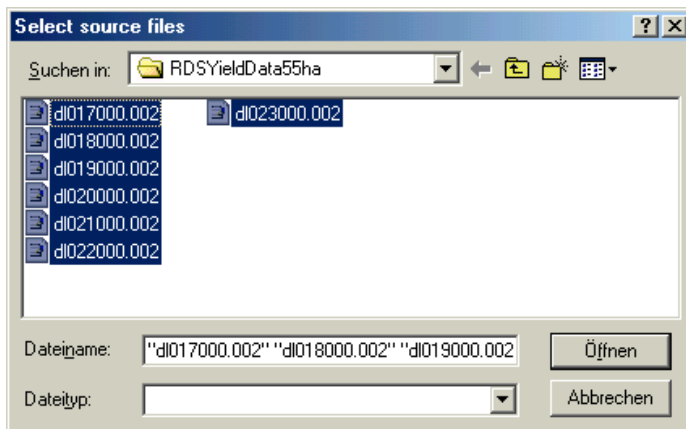 Select source files
Suchen in: RDSYieldData55ha
dl017000.002 dl023000.002
dl018000.002
dl019000.002
dl020000.002
dl021000.002
dl022000.002
Dateiname: "dl017000.002" "dl018000.002" "dl019000.002 Öffnen
Dateityp: Abbrechen